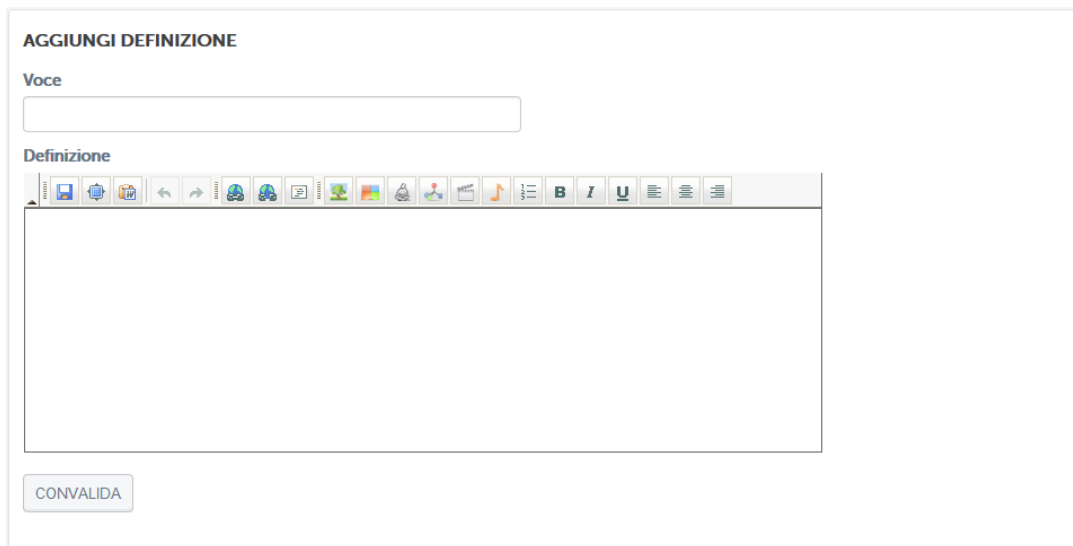 AGGIUNGI DEFINIZIONE
Voce
Definizione
B I U
CONVALIDA